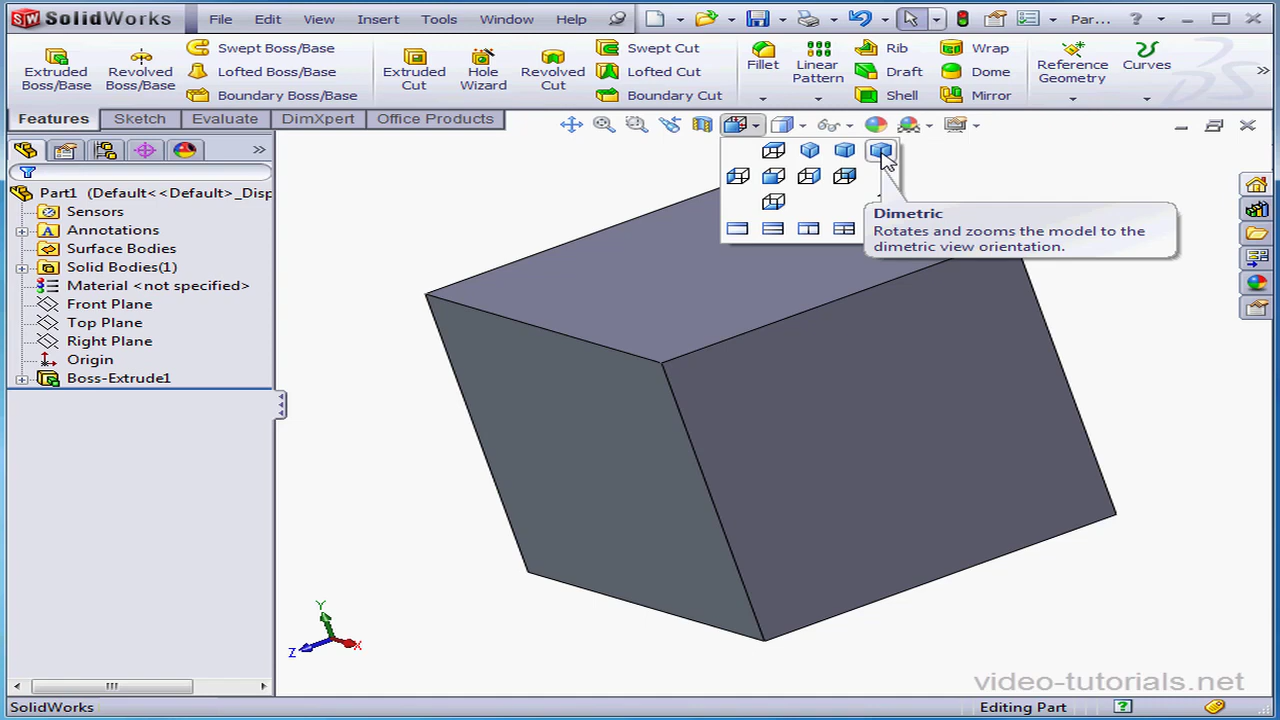 SolidWorks File Edit View Insert Tools Window Help Par... ?
Extruded Boss/Base
Revolved Boss/Base
Swept Boss/Base
Lofted Boss/Base
Boundary Boss/Base
Extruded Cut
Hole Wizard
Revolved Cut
Swept Cut
Lofted Cut
Boundary Cut
Fillet
Linear Pattern
Rib
Draft
Shell
Wrap
Dome
Mirror
Reference Geometry
Curves
Features Sketch Evaluate DimXpert Office Products
Part1 (Default<<Default>_Disp
Sensors
Annotations
Surface Bodies
Solid Bodies(1)
Material <not specified>
Front Plane
Top Plane
Right Plane
Origin
Boss-Extrude1
Dimetric
Rotates and zooms the model to the
dimetric view orientation.
Y
Z X
video-tutorials.net
SolidWorks Editing Part ?